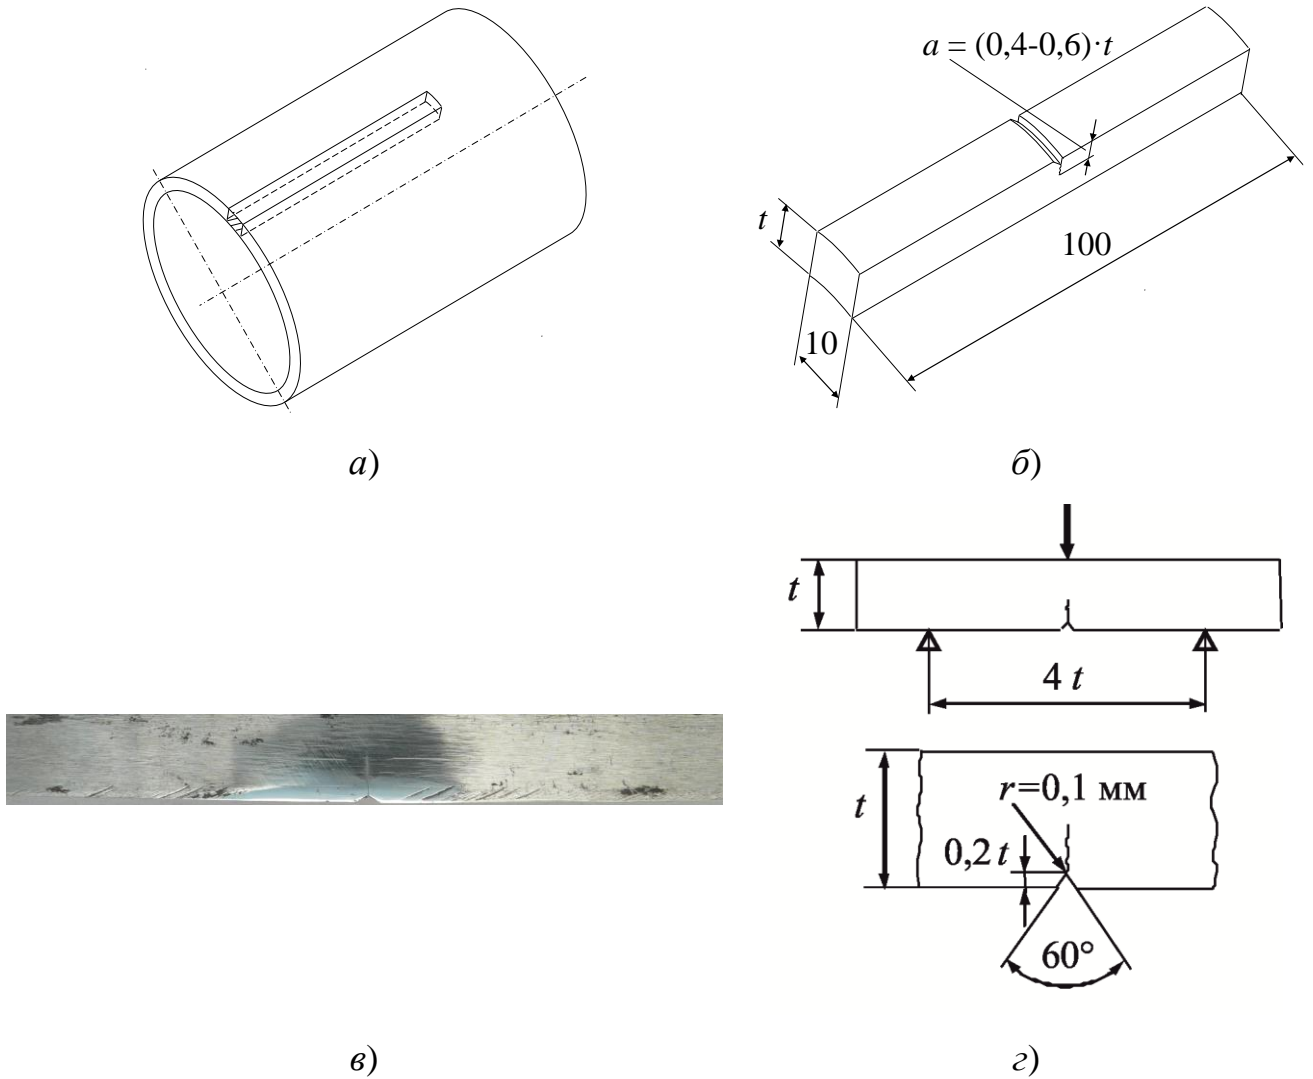 a = (0,4-0,6)·t
t
100
10
а)
б)
t
4 t
r=0,1 мм
t
0,2 t
60°
в)
г)